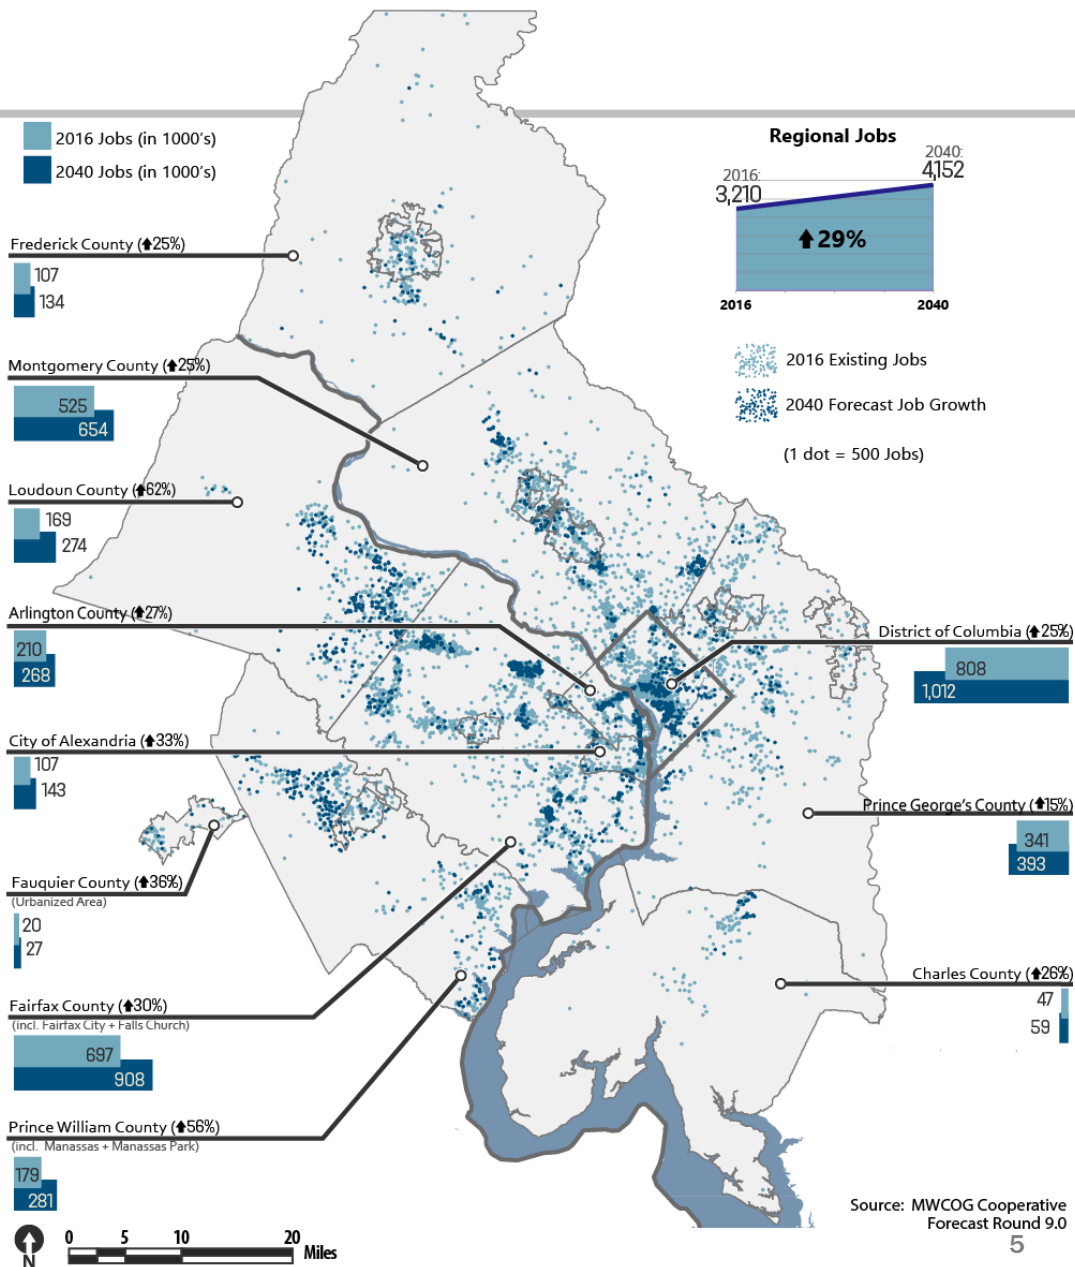 2016 Jobs (in 1000's)
2040 Jobs (in 1000's)
Regional Jobs
2016:
3,210
2040:
4,152
29%
2016
2040
2016 Existing Jobs
2040 Forecast Job Growth
(1 dot = 500 Jobs)
Frederick County (⬆25%)
107
134
Montgomery County (⬆25%)
525
654
Loudoun County (⬆62%)
169
274
Arlington County (⬆27%)
210
268
City of Alexandria (⬆33%)
107
143
Fauquier County (⬆36%)
(Urbanized Area)
20
27
Fairfax County (⬆30%)
(incl. Fairfax City + Falls Church)
697
908
Prince William County (⬆56%)
(incl. Manassas + Manassas Park)
179
281
District of Columbia (⬆25%)
808
1,012
Prince George's County (⬆15%)
341
393
Charles County (⬆26%)
47
59
N
0 5 10 20
Miles
Source: MWCOG Cooperative
Forecast Round 9.0
5